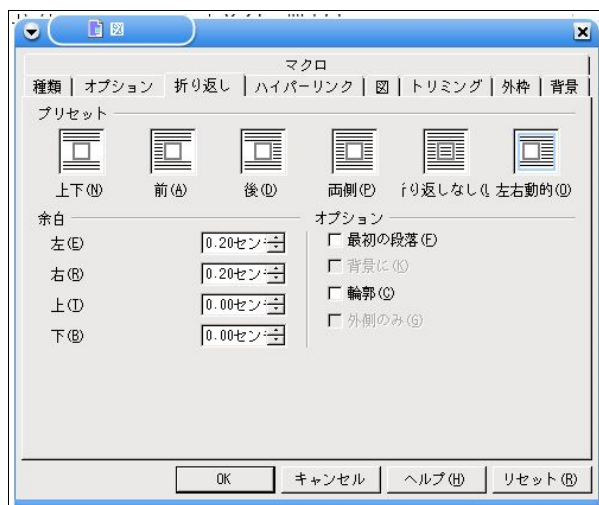 図
マクロ
種類 オプション 折り返し ハイパーリンク 図 トリミング 外枠 背景
プリセット
上下(N) 前(A) 後(D) 両側(P) り返しなし(L 左右動的(O)
余白 オプション
左(E) 0.20セン 最初の段落(F)
右(R) 0.20セン 背景に(K)
上(T) 0.00セン 輪郭(C)
下(B) 0.00セン 外側のみ(G)
OK キャンセル ヘルプ(H) リセット(R)